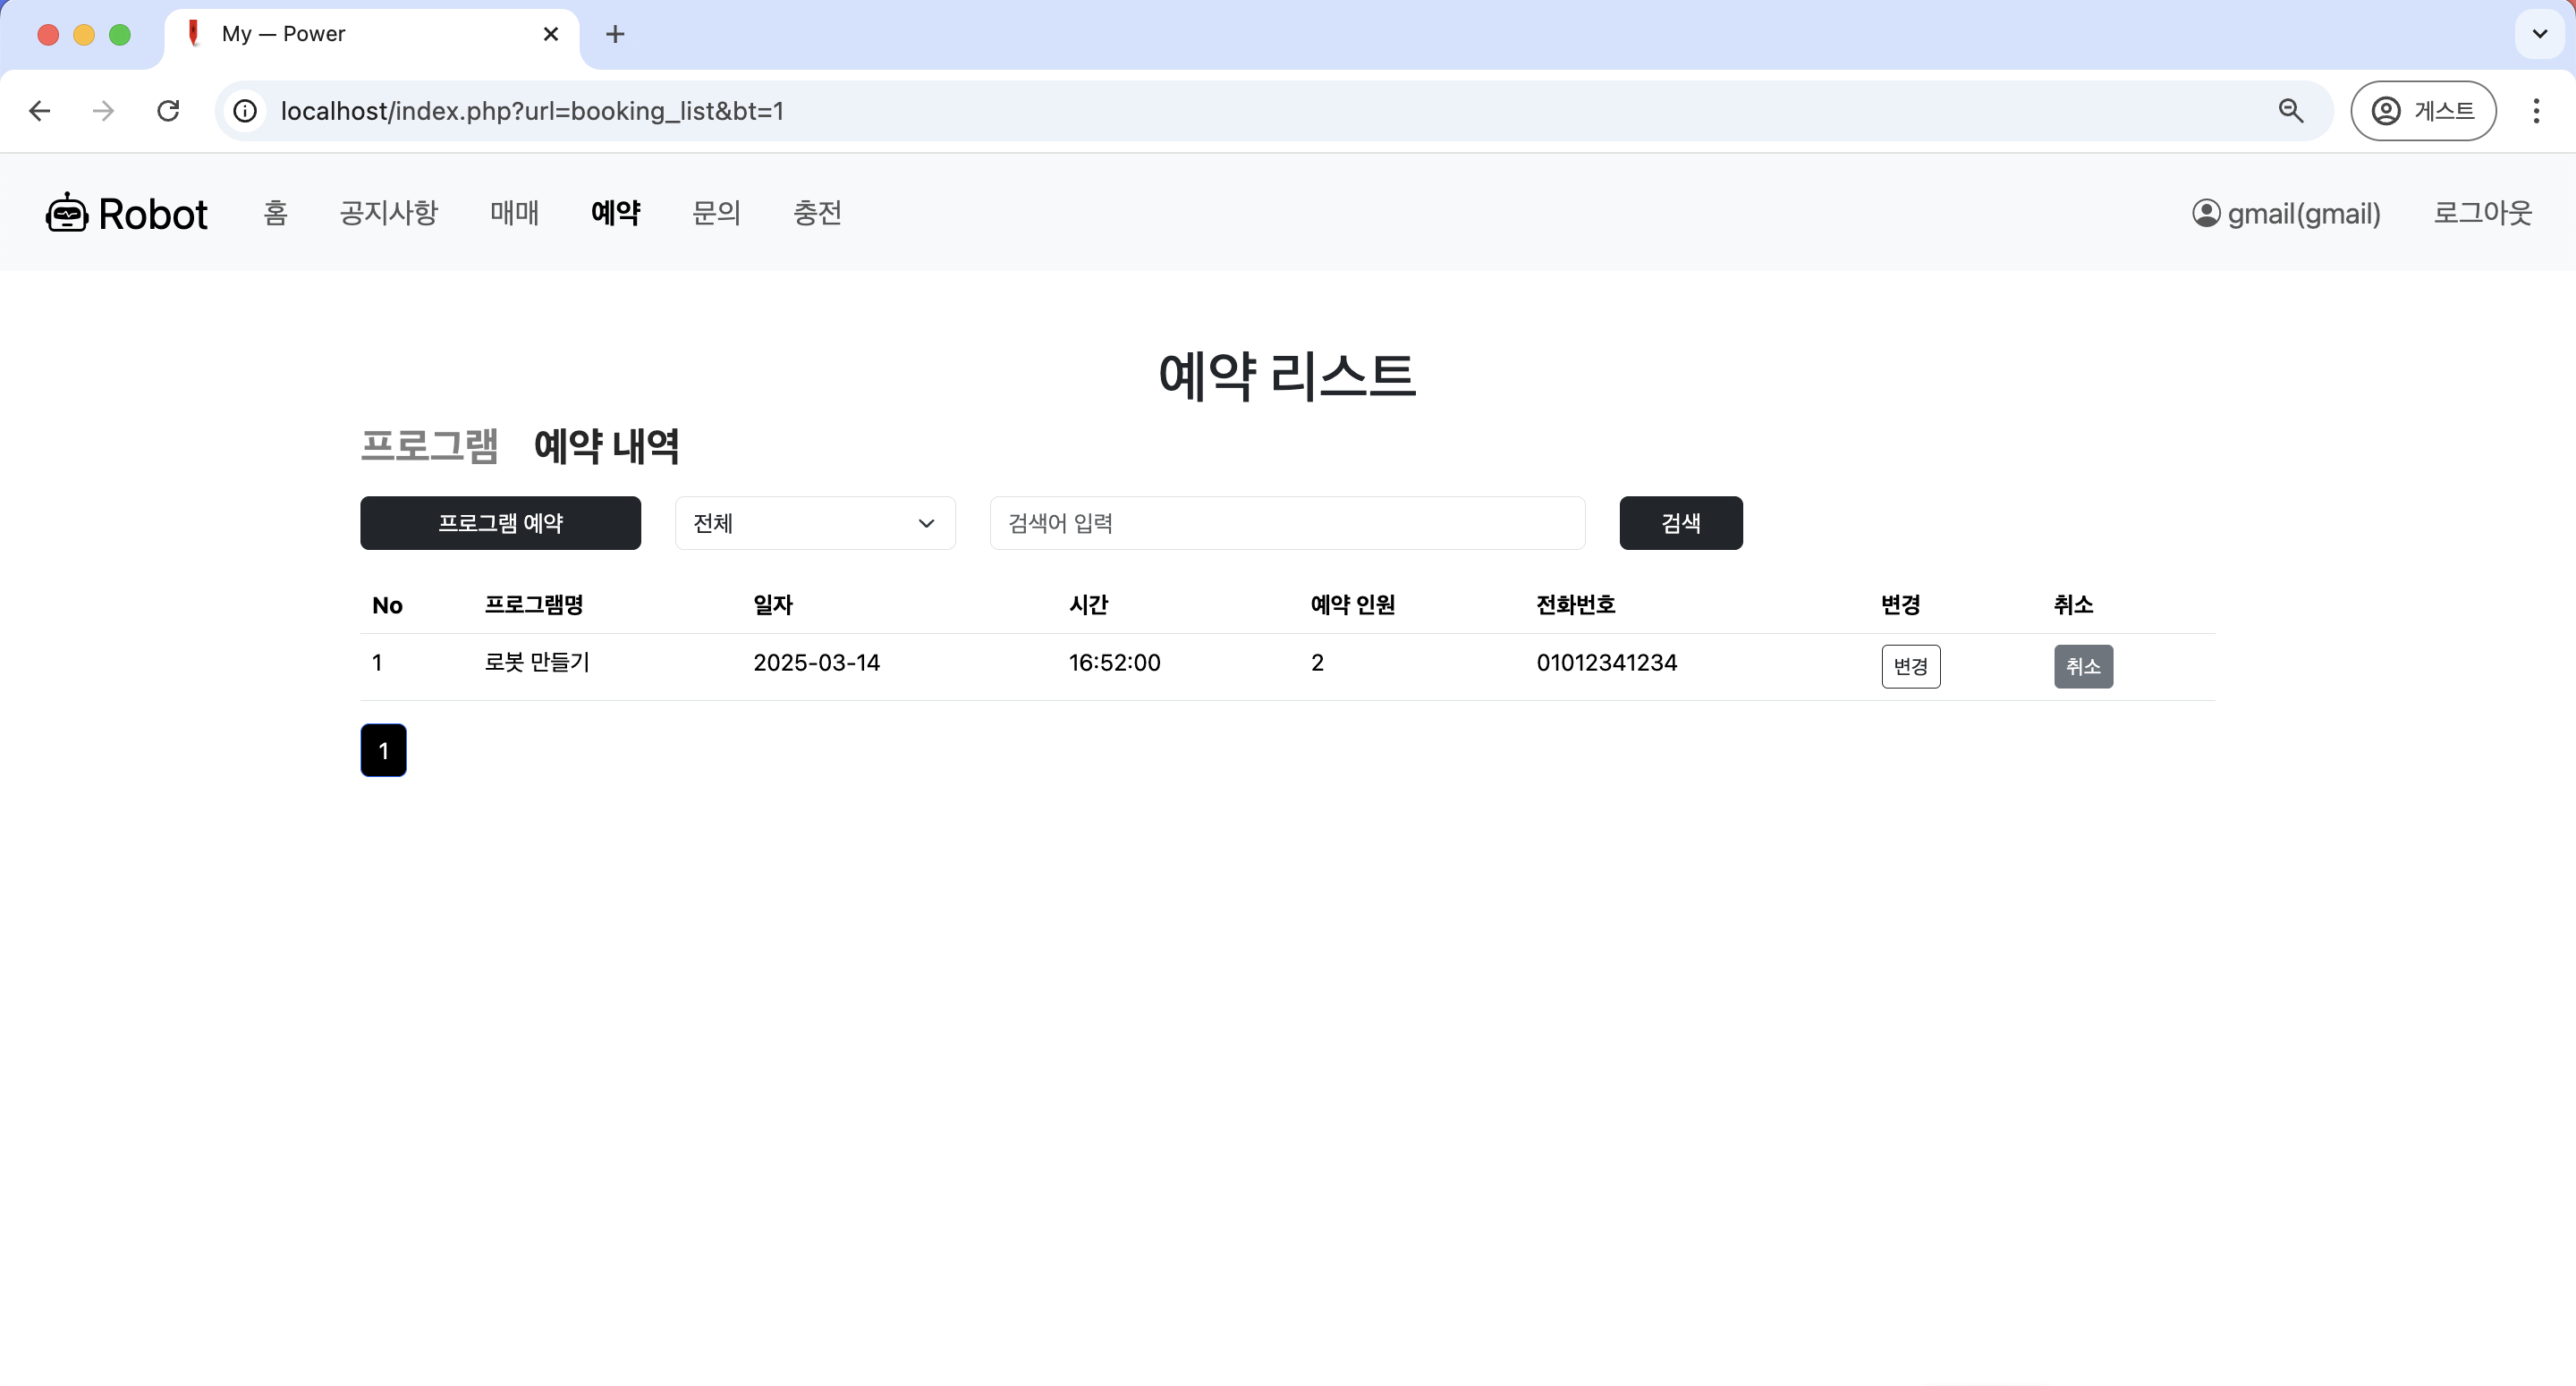 My — Power
localhost/index.php?url=booking_list&bt=1
게스트
Robot 홈 공지사항 매매 예약 문의 충전 gmail(gmail) 로그아웃
예약 리스트
프로그램 예약 내역
프로그램 예약 전체 검색어 입력 검색
No 프로그램명 일자 시간 예약 인원 전화번호 변경 취소
1 로봇 만들기 2025-03-14 16:52:00 2 01012341234 변경 취소
1